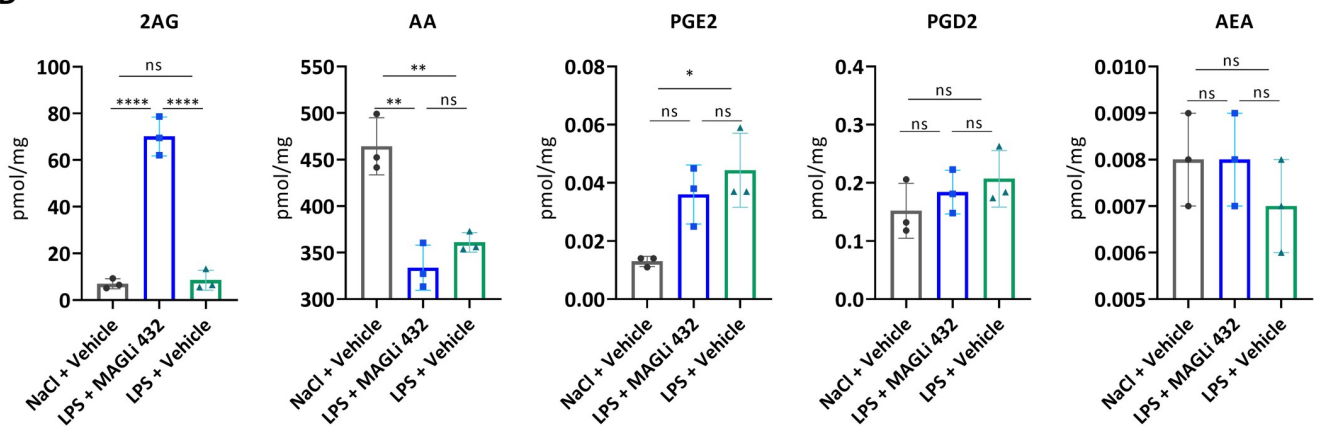 2AG
pmol/mg
100
80
60
40
20
0
ns
**** ****
NaCl + Vehicle
LPS + MAGLi 432
LPS + Vehicle
AA
pmol/mg
550
500
450
400
350
300
**
** ns
NaCl + Vehicle
LPS + MAGLi 432
LPS + Vehicle
PGE2
pmol/mg
0.08
0.06
0.04
0.02
0.00
*
ns ns
NaCl + Vehicle
LPS + MAGLi 432
LPS + Vehicle
PGD2
pmol/mg
0.4
0.3
0.2
0.1
0.0
ns
ns ns
NaCl + Vehicle
LPS + MAGLi 432
LPS + Vehicle
AEA
pmol/mg
0.010
0.009
0.008
0.007
0.006
0.005
ns
ns ns
NaCl + Vehicle
LPS + MAGLi 432
LPS + Vehicle